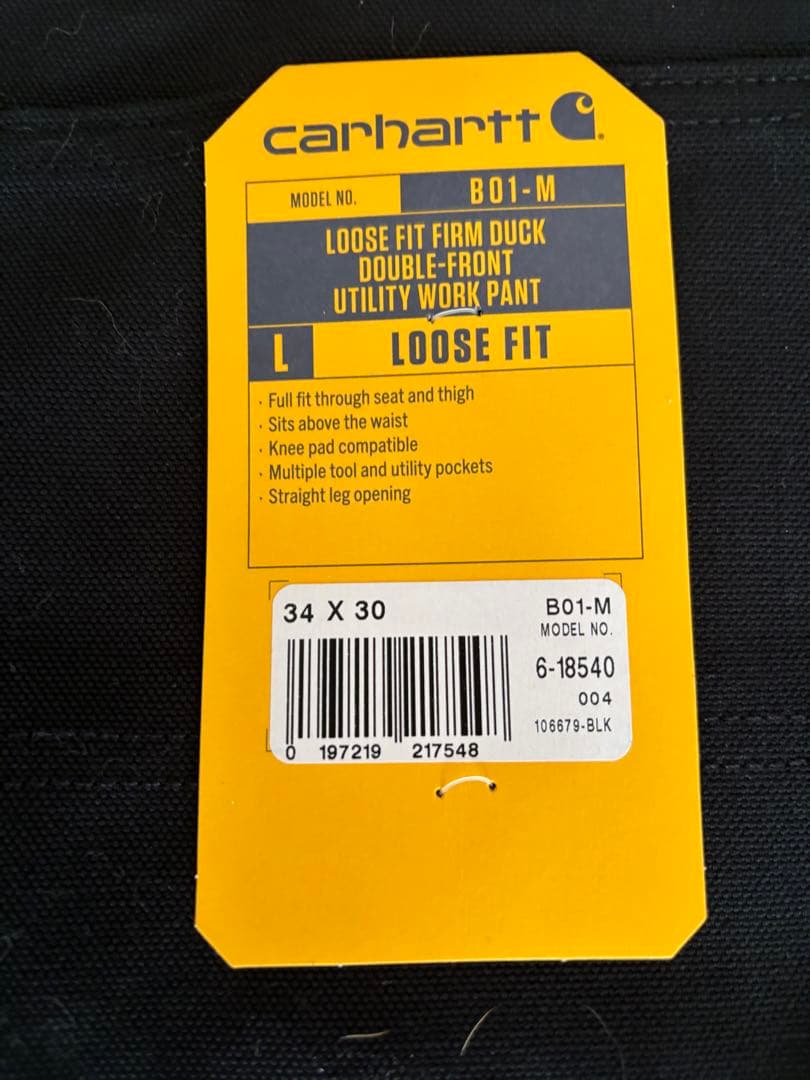 carhartt
MODEL NO. B01-M
LOOSE FIT FIRM DUCK
DOUBLE-FRONT
UTILITY WORK PANT
L LOOSE FIT
· Full fit through seat and thigh
· Sits above the waist
· Knee pad compatible
· Multiple tool and utility pockets
· Straight leg opening
34 X 30 B01-M
MODEL NO.
6-18540
004
106679-BLK
0 197219 217548